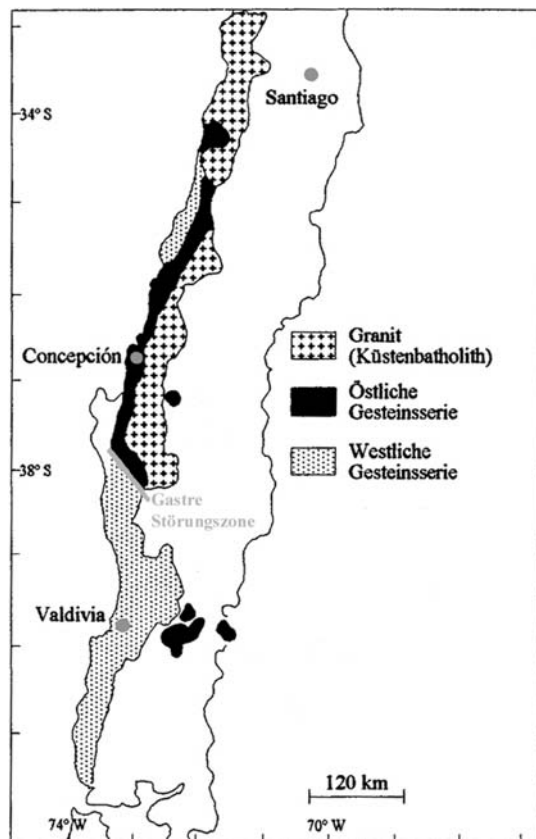 Santiago
34° S
Concepción
Granit
(Küstenbatholith)
Östliche
Gesteinsserie
Westliche
Gesteinsserie
38° S
Gastre
Störungszone
Valdivia
120 km
74° W
70° W